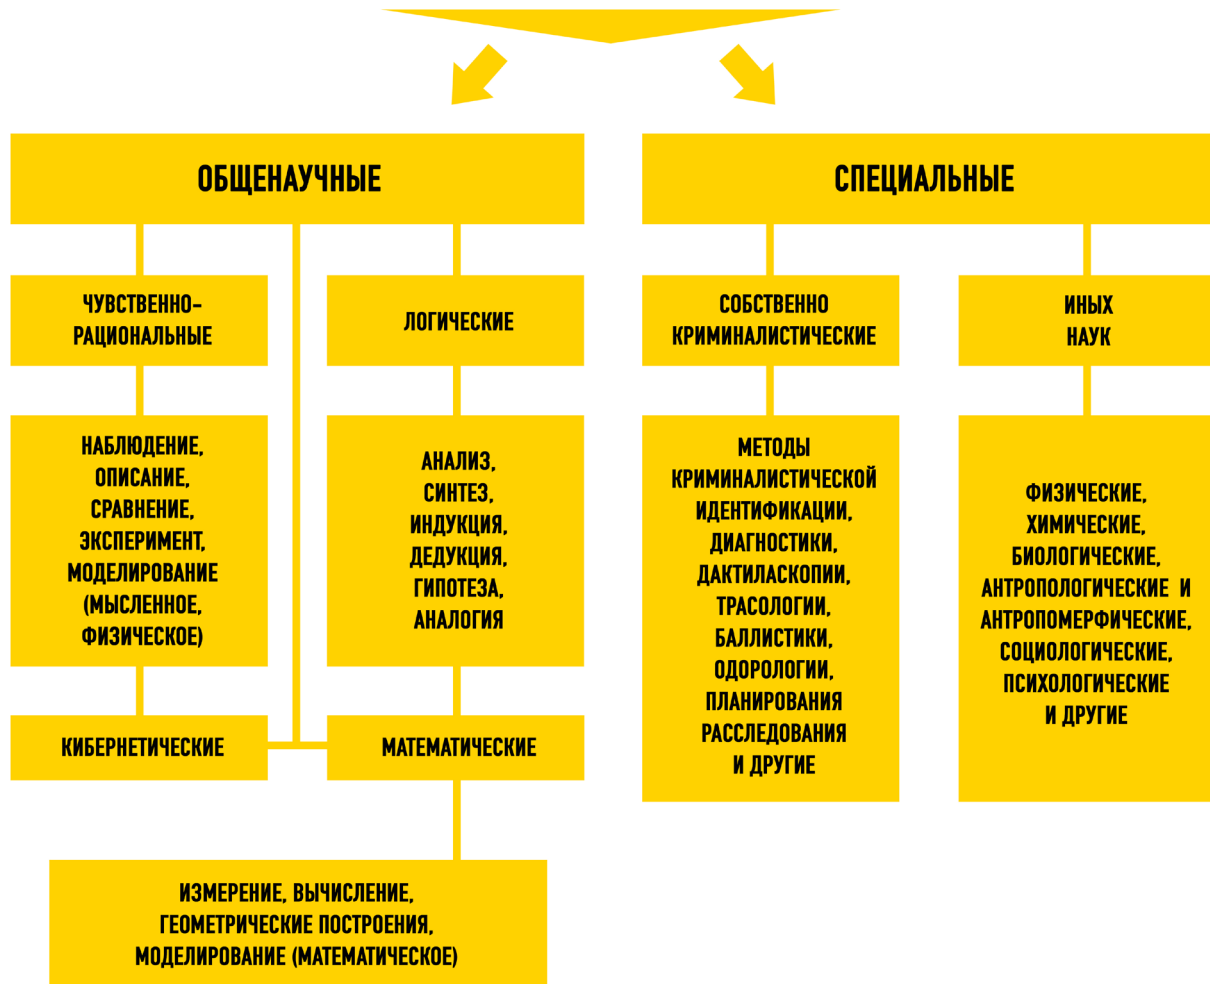 ОБЩЕНАУЧНЫЕ
ЧУВСТВЕННО-
РАЦИОНАЛЬНЫЕ
НАБЛЮДЕНИЕ,
ОПИСАНИЕ,
СРАВНЕНИЕ,
ЭКСПЕРИМЕНТ,
МОДЕЛИРОВАНИЕ
(МЫСЛЕННОЕ,
ФИЗИЧЕСКОЕ)
КИБЕРНЕТИЧЕСКИЕ
ЛОГИЧЕСКИЕ
АНАЛИЗ,
СИНТЕЗ,
ИНДУКЦИЯ,
ДЕДУКЦИЯ,
ГИПОТЕЗА,
АНАЛОГИЯ
МАТЕМАТИЧЕСКИЕ
ИЗМЕРЕНИЕ, ВЫЧИСЛЕНИЕ,
ГЕОМЕТРИЧЕСКИЕ ПОСТРОЕНИЯ,
МОДЕЛИРОВАНИЕ (МАТЕМАТИЧЕСКОЕ)
СПЕЦИАЛЬНЫЕ
СОБСТВЕННО
КРИМИНАЛИСТИЧЕСКИЕ
МЕТОДЫ
КРИМИНАЛИСТИЧЕСКОЙ
ИДЕНТИФИКАЦИИ,
ДИАГНОСТИКИ,
ДАКТИЛАСКОПИИ,
ТРАСОЛОГИИ,
БАЛЛИСТИКИ,
ОДОРОЛОГИИ,
ПЛАНИРОВАНИЯ
РАССЛЕДОВАНИЯ
И ДРУГИЕ
ИНЫХ
НАУК
ФИЗИЧЕСКИЕ,
ХИМИЧЕСКИЕ,
БИОЛОГИЧЕСКИЕ,
АНТРОПОЛОГИЧЕСКИЕ И
АНТРОПОМЕРФИЧЕСКИЕ,
СОЦИОЛОГИЧЕСКИЕ,
ПСИХОЛОГИЧЕСКИЕ
И ДРУГИЕ